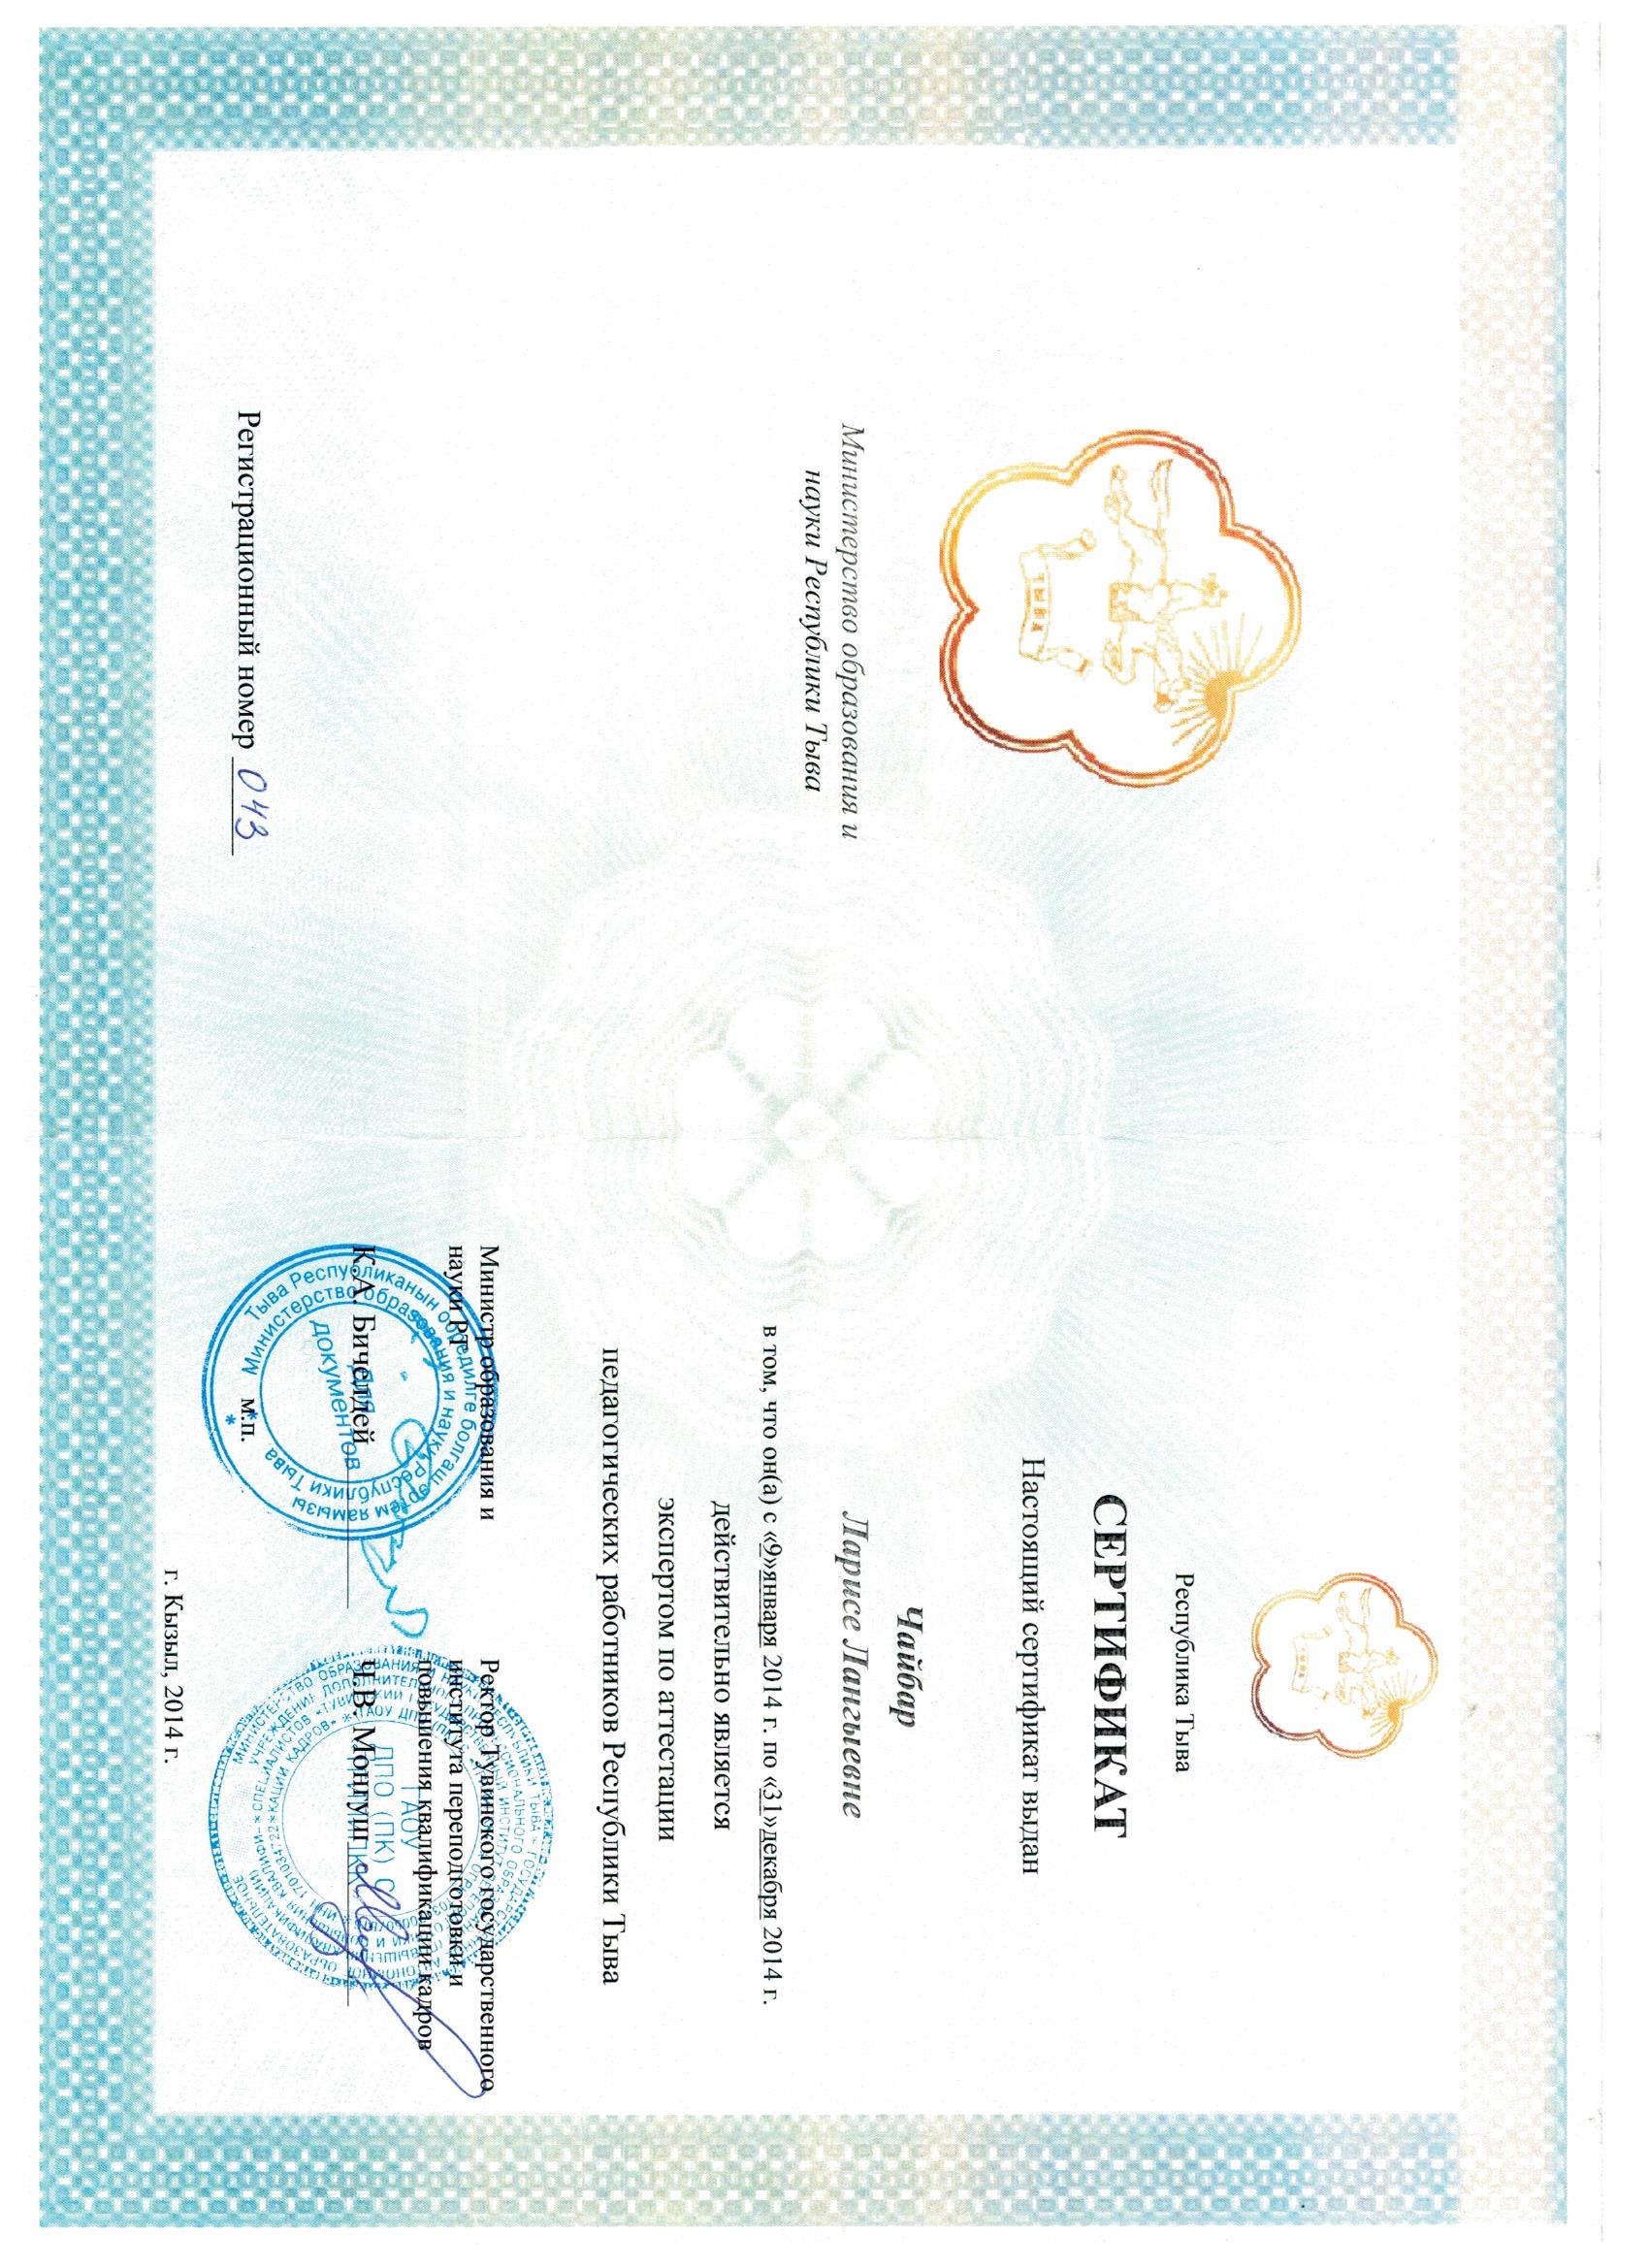 ТЫВА
Министерство образования и
науки Республики Тыва
Регистрационный номер 043
ТЫВА
Республика Тыва
СЕРТИФИКАТ
Настоящий сертификат выдан
Чайбар
Ларисе Лангыевне
в том, что он(а) с «9»января 2014 г. по «31»декабря 2014 г.
действительно является
экспертом по аттестации
педагогических работников Республики Тыва
Министр образования и
науки РТ
К.А. Бичелдей
Ректор Тувинского государственного
института переподготовки и
повышения квалификации кадров
Ч.В. Монгуш
Тыва Республиканын өөредилге болгаш эртем яамызы
Министерство образования и науки Республики Тыва
Для
документов
ГАОУ
ДПО (ПК) С
м.п.
г. Кызыл, 2014 г.